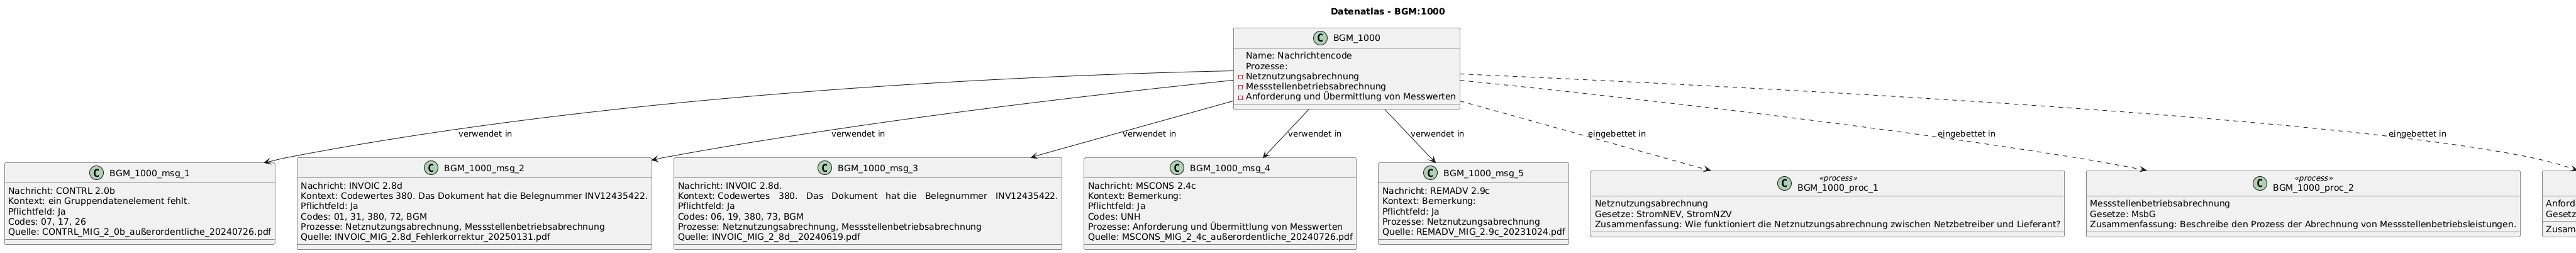 Datenatlas - BGM:1000
C BGM_1000
Name: Nachrichtencode
Prozesse:
Netznutzungsabrechnung
Messstellenbetriebsabrechnung
Anforderung und Übermittlung von Messwerten
verwendet in
verwendet in
verwendet in
verwendet in
verwendet in
eingebettet in
eingebettet in
eingebettet in
C BGM_1000_msg_1
Nachricht: CONTRL 2.0b
Kontext: ein Gruppendatenelement fehlt.
Pflichtfeld: Ja
Codes: 07, 17, 26
Quelle: CONTRL_MIG_2_0b_außerordentliche_20240726.pdf
C BGM_1000_msg_2
Nachricht: INVOIC 2.8d
Kontext: Codewertes 380. Das Dokument hat die Belegnummer INV12435422.
Pflichtfeld: Ja
Codes: 01, 31, 380, 72, BGM
Prozesse: Netznutzungsabrechnung, Messstellenbetriebsabrechnung
Quelle: INVOIC_MIG_2.8d_Fehlerkorrektur_20250131.pdf
C BGM_1000_msg_3
Nachricht: INVOIC 2.8d.
Kontext: Codewertes 380. Das Dokument hat die Belegnummer INV12435422.
Pflichtfeld: Ja
Codes: 06, 19, 380, 73, BGM
Prozesse: Netznutzungsabrechnung, Messstellenbetriebsabrechnung
Quelle: INVOIC_MIG_2_8d__20240619.pdf
C BGM_1000_msg_4
Nachricht: MSCONS 2.4c
Kontext: Bemerkung:
Pflichtfeld: Ja
Codes: UNH
Prozesse: Anforderung und Übermittlung von Messwerten
Quelle: MSCONS_MIG_2_4c_außerordentliche_20240726.pdf
C BGM_1000_msg_5
Nachricht: REMADV 2.9c
Kontext: Bemerkung:
Pflichtfeld: Ja
Prozesse: Netznutzungsabrechnung
Quelle: REMADV_MIG_2.9c_20231024.pdf
«process»
C BGM_1000_proc_1
Netznutzungsabrechnung
Gesetze: StromNEV, StromNZV
Zusammenfassung: Wie funktioniert die Netznutzungsabrechnung zwischen Netzbetreiber und Lieferant?
«process»
C BGM_1000_proc_2
Messstellenbetriebsabrechnung
Gesetze: MsbG
Zusammenfassung: Beschreibe den Prozess der Abrechnung von Messstellenbetriebsleistungen.
Anford
Gesetz
Zusam